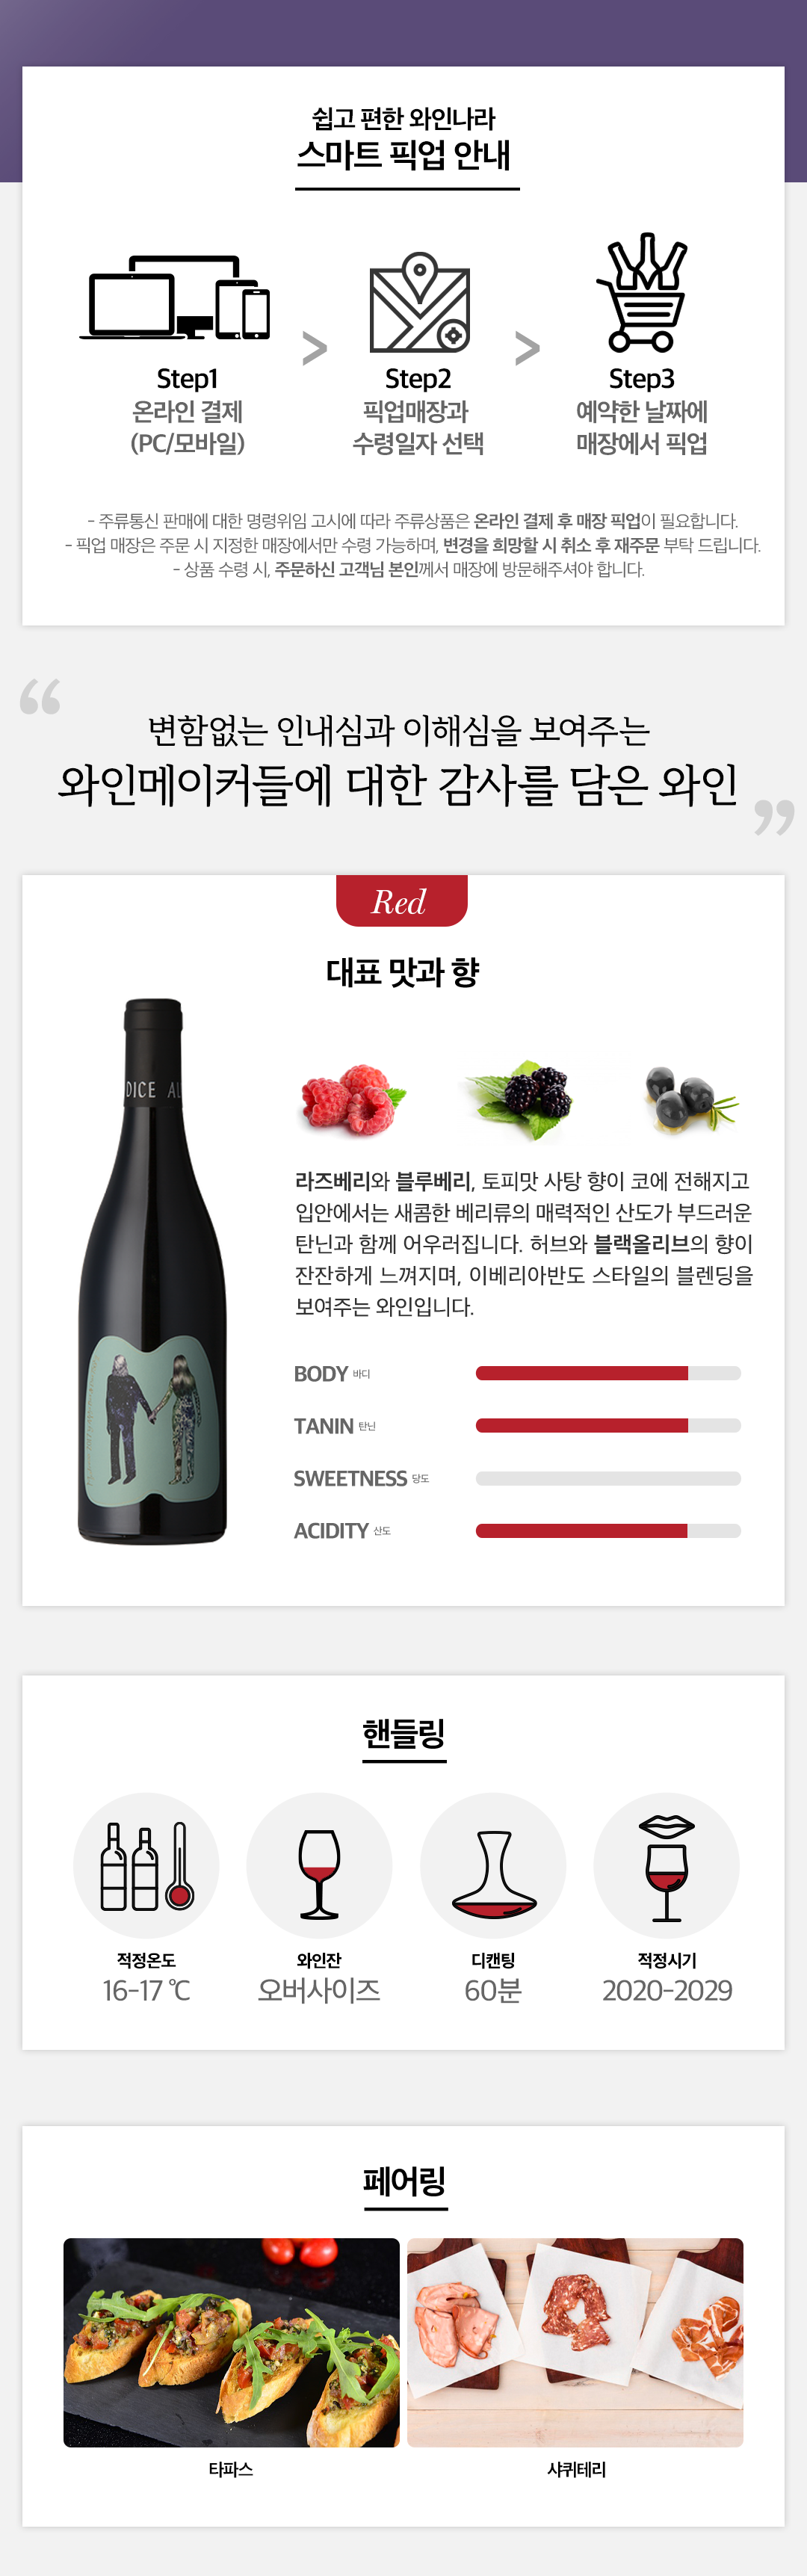 쉽고 편한 와인나라
스마트 픽업 안내
Step1
온라인 결제
(PC/모바일)
>
Step2
픽업매장과
수령일자 선택
>
Step3
예약한 날짜에
매장에서 픽업
- 주류통신 판매에 대한 명령위임 고시에 따라 주류상품은 온라인 결제 후 매장 픽업이 필요합니다.
- 픽업 매장은 주문 시 지정한 매장에서만 수령 가능하며, 변경을 희망할 시 취소 후 재주문 부탁 드립니다.
- 상품 수령 시, 주문하신 고객님 본인께서 매장에 방문해주셔야 합니다.
“
변함없는 인내심과 이해심을 보여주는
와인메이커들에 대한 감사를 담은 와인
”
Red
대표 맛과 향
DICE AL
라즈베리와 블루베리, 토피맛 사탕 향이 코에 전해지고
입안에서는 새콤한 베리류의 매력적인 산도가 부드러운
탄닌과 함께 어우러집니다. 허브와 블랙올리브의 향이
잔잔하게 느껴지며, 이베리아반도 스타일의 블렌딩을
보여주는 와인입니다.
BODY 바디
TANIN 탄닌
SWEETNESS 당도
ACIDITY 산도
핸들링
적정온도
16-17 ℃
와인잔
오버사이즈
디캔팅
60분
적정시기
2020-2029
페어링
타파스
샤퀴테리